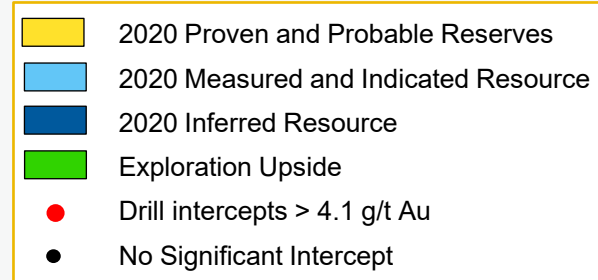 2020 Proven and Probable Reserves
2020 Measured and Indicated Resource
2020 Inferred Resource
Exploration Upside
Drill intercepts > 4.1 g/t Au
No Significant Intercept